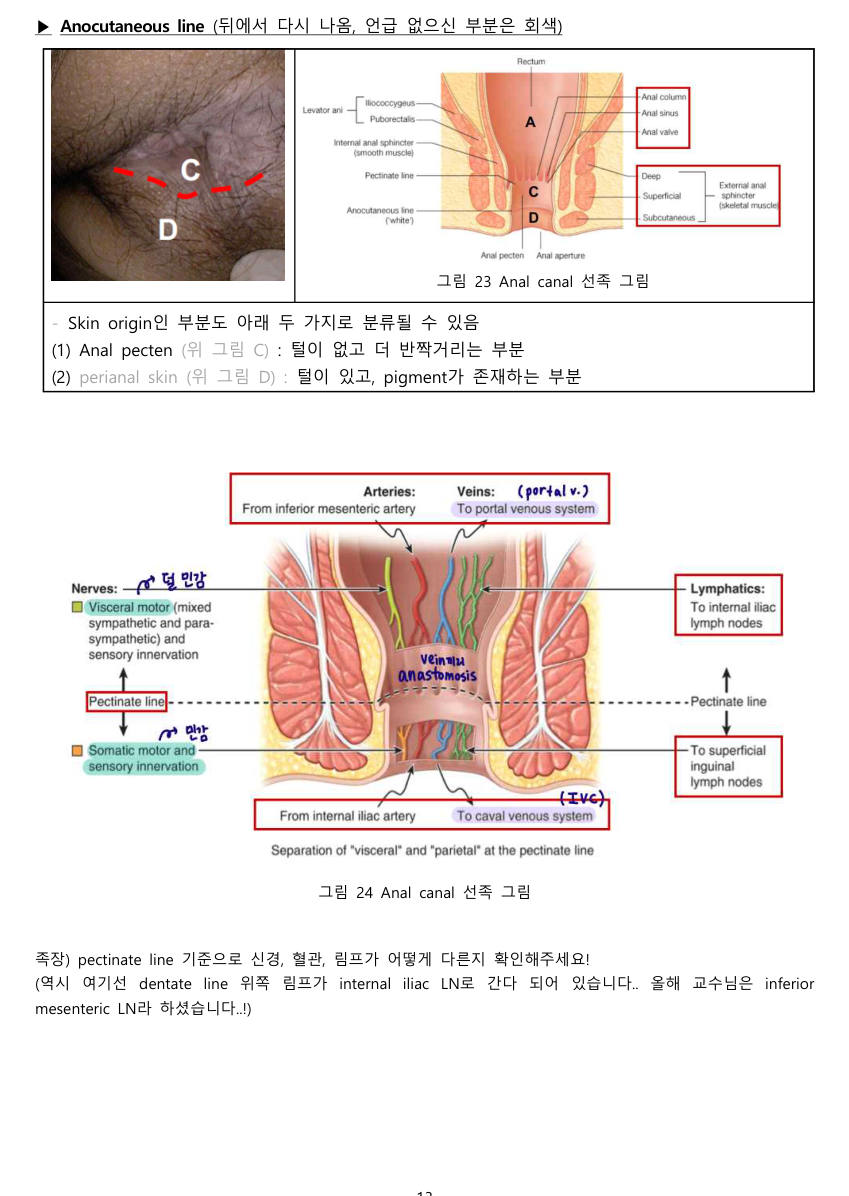 ▶ Anocutaneous line (뒤에서 다시 나옴, 언급 없으신 부분은 회색)
C
D
Rectum
Levator ani
Iliococcygeus
Puborectalis
Internal anal sphincter
(smooth muscle)
Pectinate line
Anocutaneous line
('white')
A
C
D
Anal column
Anal sinus
Anal valve
Deep
Superficial
Subcutaneous
External anal
sphincter
(skeletal muscle)
Anal pecten
Anal aperture
그림 23 Anal canal 선족 그림
- Skin origin인 부분도 아래 두 가지로 분류될 수 있음
(1) Anal pecten (위 그림 C) : 털이 없고 더 반짝거리는 부분
(2) perianal skin (위 그림 D) : 털이 있고, pigment가 존재하는 부분
Arteries:
From inferior mesenteric artery
Veins: (portal v.)
To portal venous system
Nerves: 덜 민감
Visceral motor (mixed
sympathetic and para-
sympathetic) and
sensory innervation
Pectinate line
민감
Somatic motor and
sensory innervation
vein끼리
anastomosis
Lymphatics:
To internal iliac
lymph nodes
Pectinate line
To superficial
inguinal
lymph nodes
From internal iliac artery
(IVC)
To caval venous system
Separation of "visceral" and "parietal" at the pectinate line
그림 24 Anal canal 선족 그림
족장) pectinate line 기준으로 신경, 혈관, 림프가 어떻게 다른지 확인해주세요!
(역시 여기선 dentate line 위쪽 림프가 internal iliac LN로 간다 되어 있습니다.. 올해 교수님은 inferior
mesenteric LN라 하셨습니다..!)